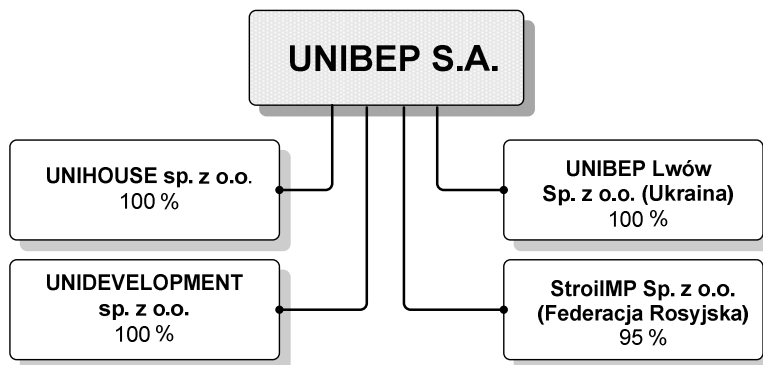 UNIBEP S.A.
UNIHOUSE sp. z o.o.
100 %
UNIBEP Lwów
Sp. z o.o. (Ukraina)
100 %
UNIDEVELOPMENT
sp. z o.o.
100 %
StroiIMP Sp. z o.o.
(Federacja Rosyjska)
95 %